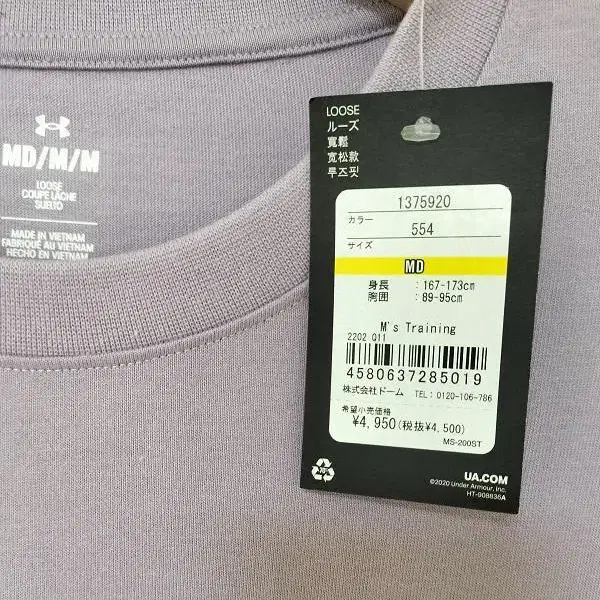 MD/M/M
LOOSE
COUPE LÂCHE
SUELTO
MADE IN VIETNAM
FABRIQUÉ AU VIETNAM
HECHO EN VIETNAM
LOOSE
ルーズ
寬鬆
宽松款
루즈핏
1375920
カラー
554
サイズ
MD
身長 : 167-173cm
胸囲 : 89-95cm
M's Training
2202 Q11
4580637285019
株式会社ドーム TEL: 0120-106-786
希望小売価格
¥4,950(税抜¥4,500)
MS-200ST
UA.COM
©2020 Under Armour, Inc.
HT-908836A